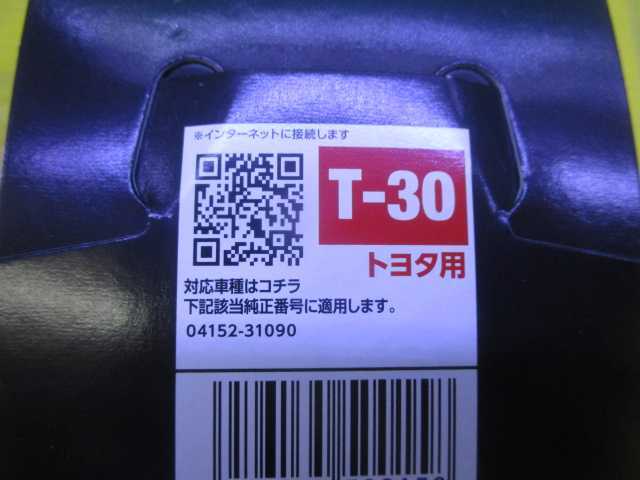 ※インターネットに接続します
T-30
トヨタ用
対応車種はコチラ
下記該当純正番号に適用します。
04152-31090